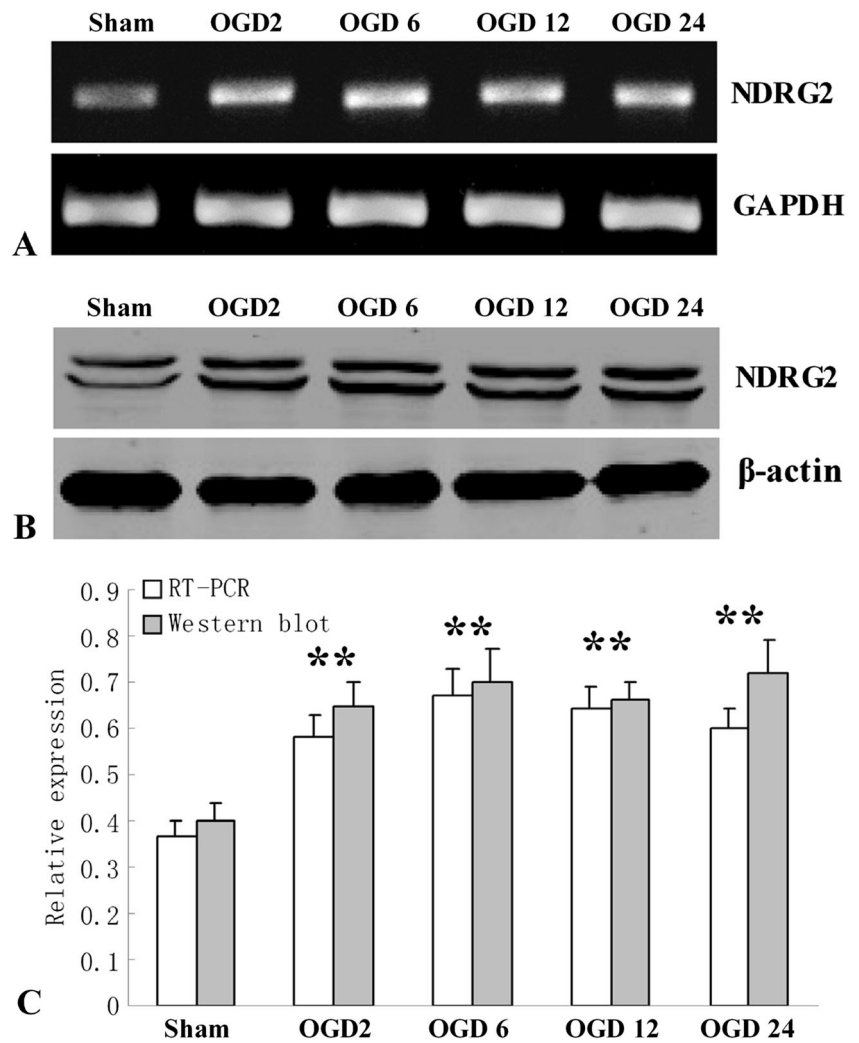 Sham OGD2 OGD 6 OGD 12 OGD 24
NDRG2
GAPDH
A
Sham OGD2 OGD 6 OGD 12 OGD 24
NDRG2
β-actin
B
RT-PCR
Western blot
Relative expression
0.9
0.8
0.7
0.6
0.5
0.4
0.3
0.2
0.1
0
** ** ** **
C
Sham OGD2 OGD 6 OGD 12 OGD 24